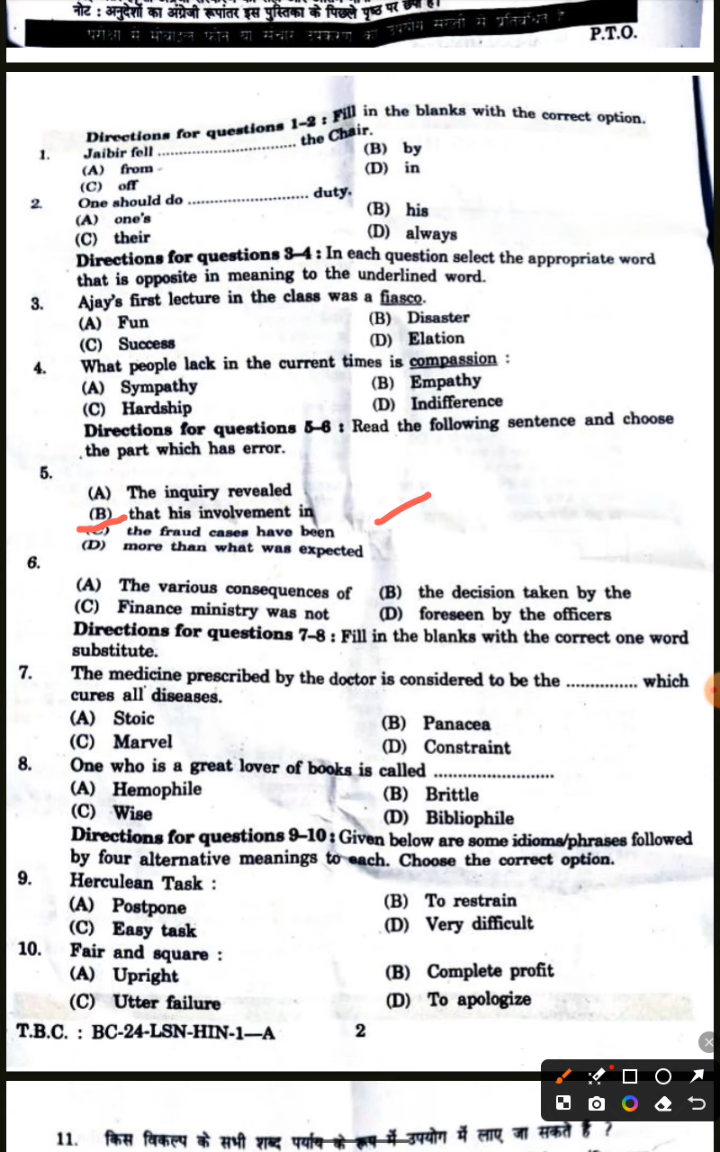 नोट : अनुदेशों का अंग्रेजी रूपांतर इस पुस्तिका के पिछले पृष्ठ पर छपा है।
परीक्षा में मोबाइल फोन या संचार उपकरण का उपयोग सख्ती से प्रतिबंधित है
P.T.O.
Directions for questions 1–2 : Fill in the blanks with the correct option.
1. Jaibir fell .............................. the Chair.
(A) from (B) by
(C) off (D) in
2. One should do .......................... duty.
(A) one's (B) his
(C) their (D) always
Directions for questions 3–4 : In each question select the appropriate word
that is opposite in meaning to the underlined word.
3. Ajay's first lecture in the class was a fiasco.
(A) Fun (B) Disaster
(C) Success (D) Elation
4. What people lack in the current times is compassion :
(A) Sympathy (B) Empathy
(C) Hardship (D) Indifference
Directions for questions 5–6 : Read the following sentence and choose
the part which has error.
5.
(A) The inquiry revealed
(B) that his involvement in
(C) the fraud cases have been
(D) more than what was expected
6.
(A) The various consequences of (B) the decision taken by the
(C) Finance ministry was not (D) foreseen by the officers
Directions for questions 7–8 : Fill in the blanks with the correct one word
substitute.
7. The medicine prescribed by the doctor is considered to be the ................ which
cures all diseases.
(A) Stoic (B) Panacea
(C) Marvel (D) Constraint
8. One who is a great lover of books is called ..........................
(A) Hemophile (B) Brittle
(C) Wise (D) Bibliophile
Directions for questions 9–10 : Given below are some idioms/phrases followed
by four alternative meanings to each. Choose the correct option.
9. Herculean Task :
(A) Postpone (B) To restrain
(C) Easy task (D) Very difficult
10. Fair and square :
(A) Upright (B) Complete profit
(C) Utter failure (D) To apologize
T.B.C. : BC-24-LSN-HIN-1—A 2
11. किस विकल्प के सभी शब्द पर्याय के रूप में उपयोग में लाए जा सकते हैं ?